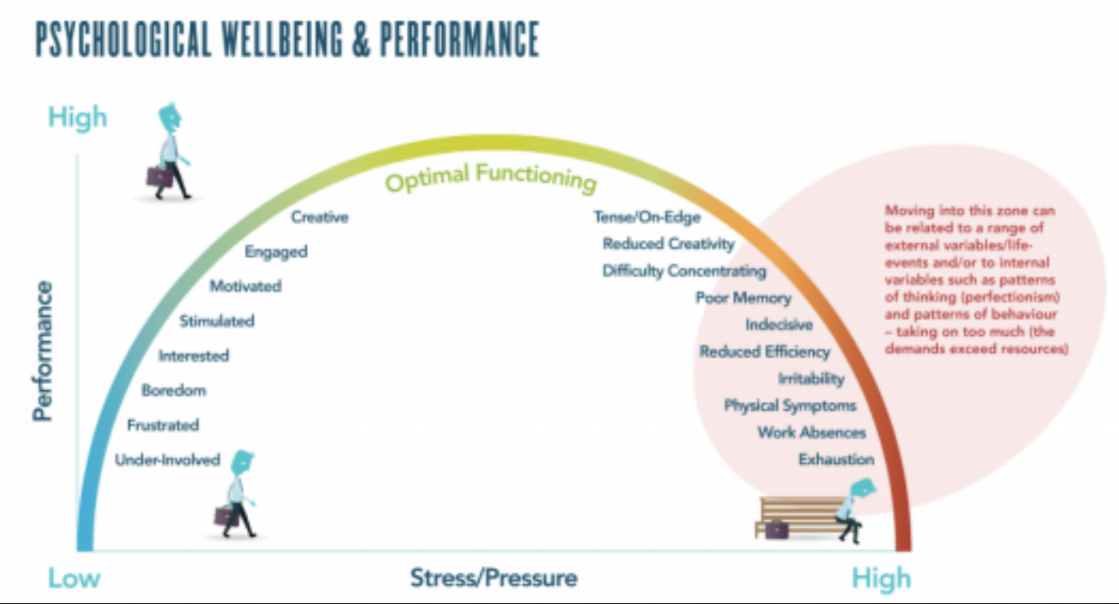 PSYCHOLOGICAL WELLBEING & PERFORMANCE
High
Optimal Functioning
Creative
Engaged
Motivated
Stimulated
Interested
Boredom
Frustrated
Under-Involved
Tense/On-Edge
Reduced Creativity
Difficulty Concentrating
Poor Memory
Indecisive
Reduced Efficiency
Irritability
Physical Symptoms
Work Absences
Exhaustion
Moving into this zone can
be related to a range of
external variables/life-
events and/or to internal
variables such as patterns
of thinking (perfectionism)
and patterns of behaviour
– taking on too much (the
demands exceed resources)
Performance
Low
Stress/Pressure
High